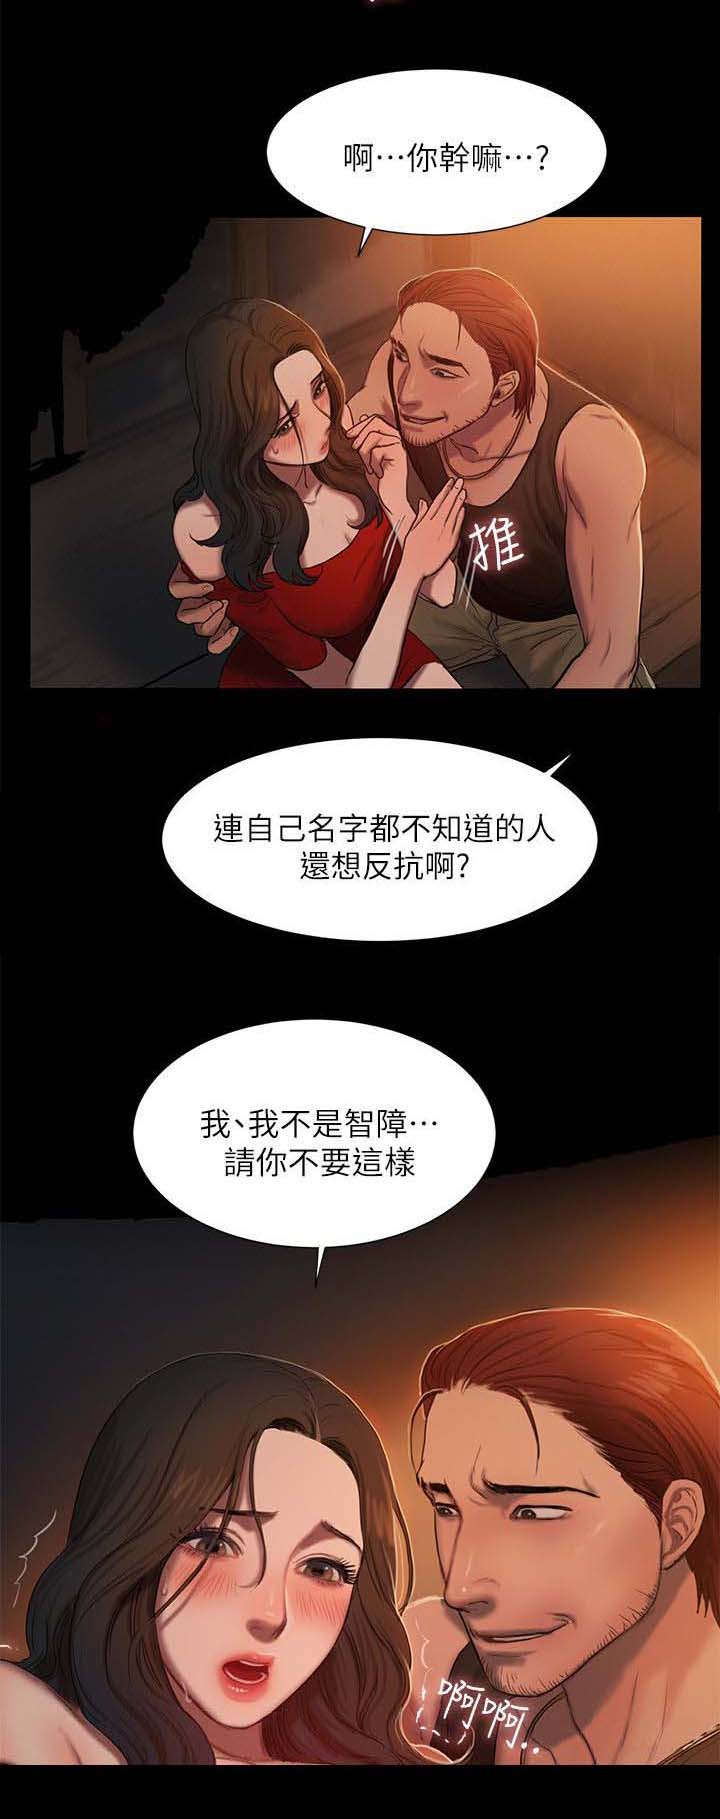 啊⋯你幹嘛⋯?
推
連自己名字都不知道的人
還想反抗啊?
我、我不是智障⋯
請你不要這樣
啊啊..